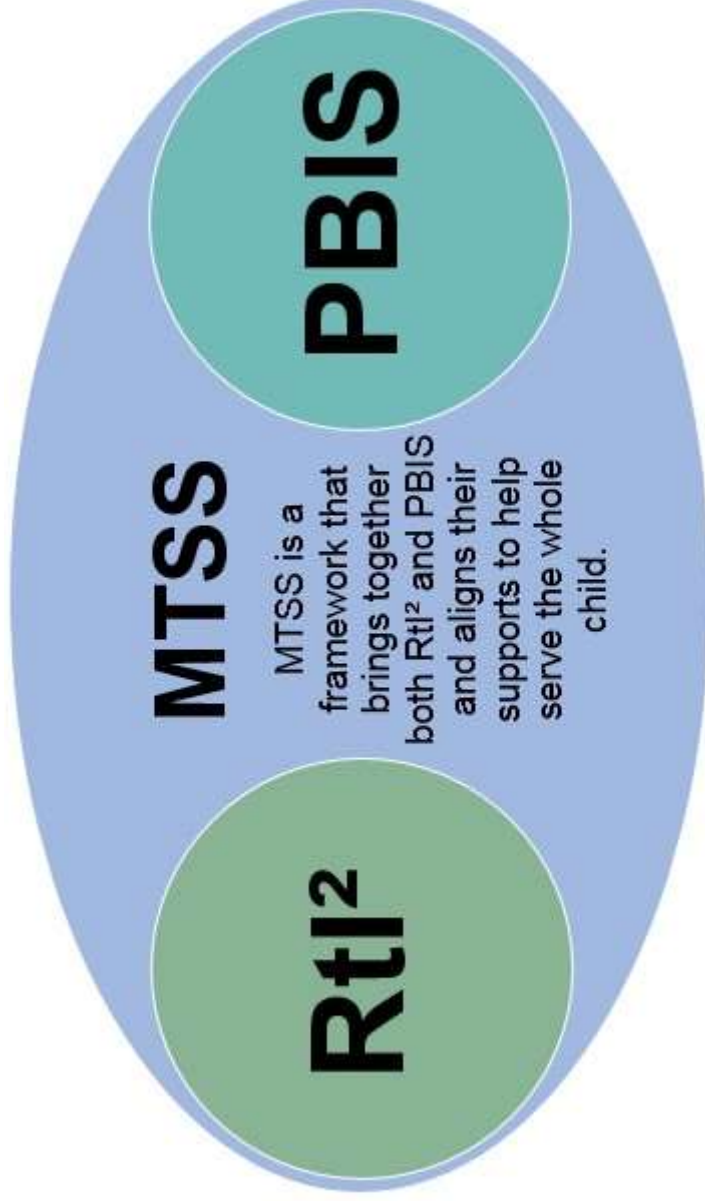 RtI²
MTSS
MTSS is a
framework that
brings together
both RtI² and PBIS
and aligns their
supports to help
serve the whole
child.
PBIS